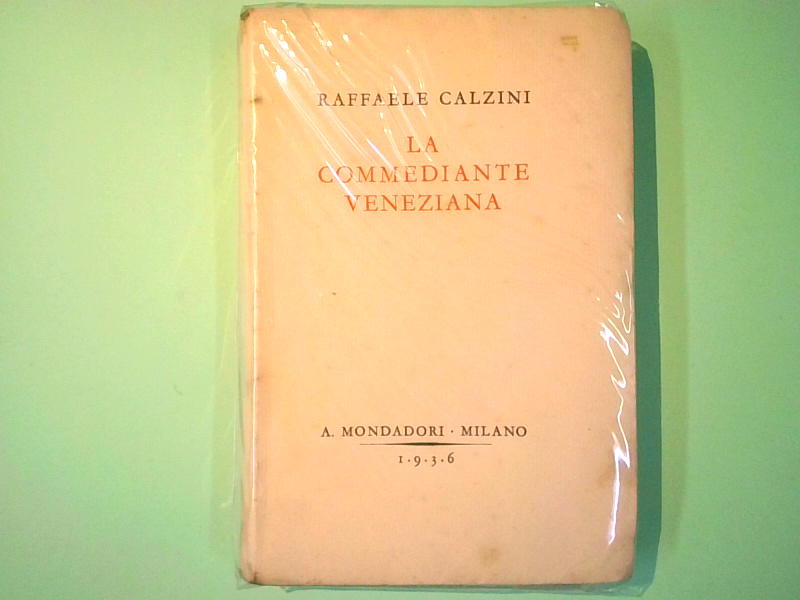 RAFFAELE CALZINI
LA
COMMEDIANTE
VENEZIANA
A. MONDADORI · MILANO
1·9·3·6